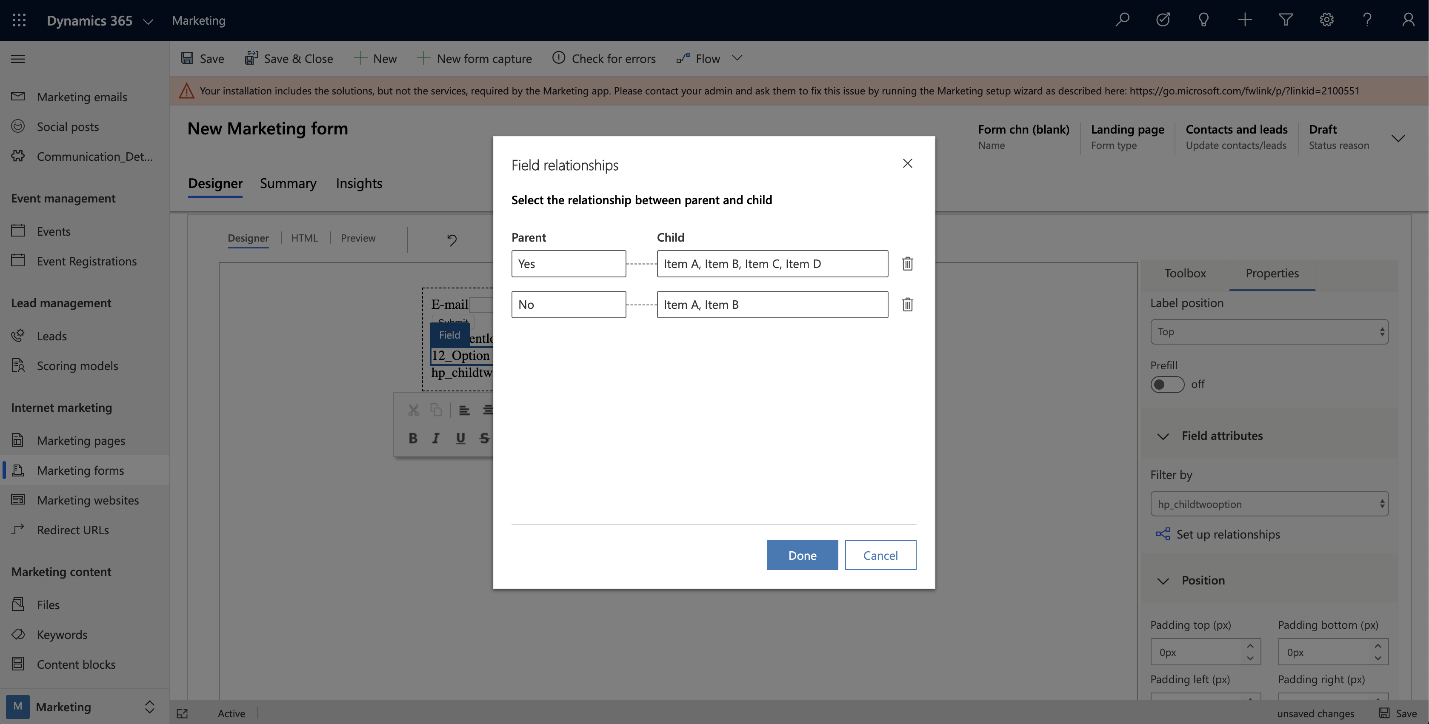 Dynamics 365
Marketing
Save
Save & Close
New
New form capture
Check for errors
Flow
Your installation includes the solutions, but not the services, required by the Marketing app. Please contact your admin and ask them to fix this issue by running the Marketing setup wizard as described here: https://go.microsoft.com/fwlink/p/?linkid=2100551
Marketing emails
Social posts
Communication_Det...
Event management
Events
Event Registrations
Lead management
Leads
Scoring models
Internet marketing
Marketing pages
Marketing forms
Marketing websites
Redirect URLs
Marketing content
Files
Keywords
Content blocks
M
Marketing
New Marketing form
Form chn (blank)
Name
Landing page
Form type
Contacts and leads
Update contacts/leads
Draft
Status reason
Designer
Summary
Insights
Designer
HTML
Preview
E-mail
Submit
Field
12_Option
hp_childtw
B I U S
Field relationships
Select the relationship between parent and child
Parent
Child
Yes
Item A, Item B, Item C, Item D
No
Item A, Item B
Done
Cancel
Toolbox
Properties
Label position
Top
Prefill
off
Field attributes
Filter by
hp_childtwooption
Set up relationships
Position
Padding top (px)
Padding bottom (px)
0px
0px
Padding left (px)
Padding right (px)
Active
unsaved changes
Save